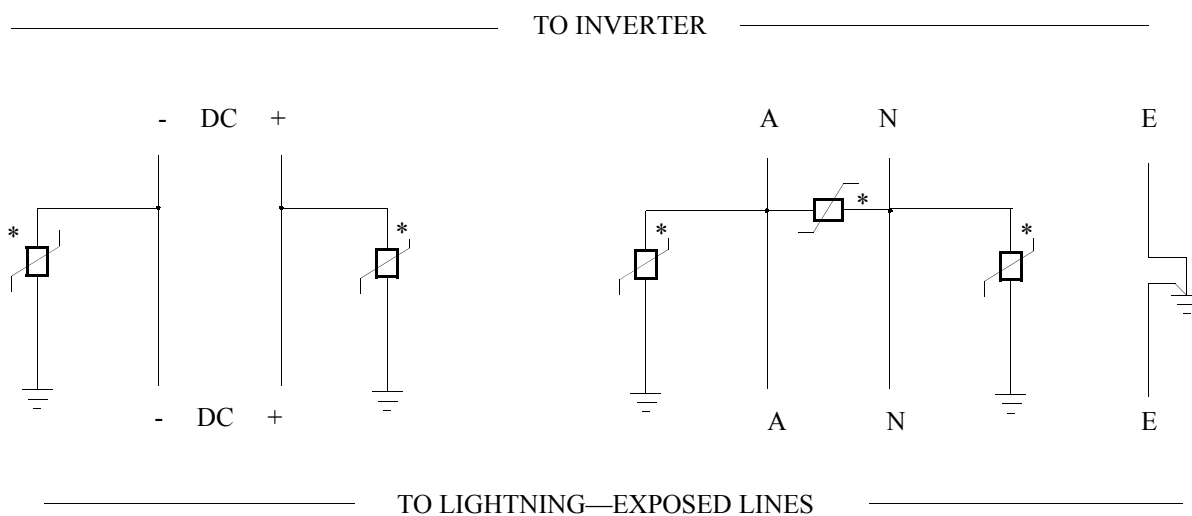 TO INVERTER
- DC + A N E
* * * * *
- DC + A N E
TO LIGHTNING—EXPOSED LINES